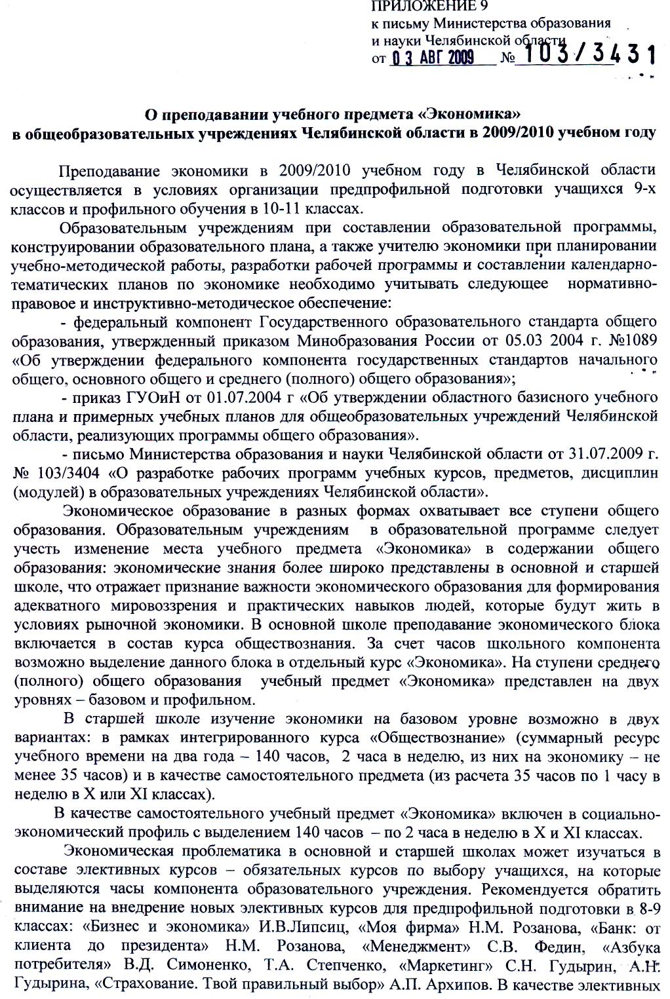 ПРИЛОЖЕНИЕ 9
к письму Министерства образования
и науки Челябинской области
от 03 АВГ 2009 № 103/3431
О преподавании учебного предмета «Экономика»
в общеобразовательных учреждениях Челябинской области в 2009/2010 учебном году
Преподавание экономики в 2009/2010 учебном году в Челябинской области
осуществляется в условиях организации предпрофильной подготовки учащихся 9-х
классов и профильного обучения в 10-11 классах.
Образовательным учреждениям при составлении образовательной программы,
конструировании образовательного плана, а также учителю экономики при планировании
учебно-методической работы, разработки рабочей программы и составлении календарно-
тематических планов по экономике необходимо учитывать следующее нормативно-
правовое и инструктивно-методическое обеспечение:
- федеральный компонент Государственного образовательного стандарта общего
образования, утвержденный приказом Минобразования России от 05.03 2004 г. №1089
«Об утверждении федерального компонента государственных стандартов начального
общего, основного общего и среднего (полного) общего образования»;
- приказ ГУОиН от 01.07.2004 г «Об утверждении областного базисного учебного
плана и примерных учебных планов для общеобразовательных учреждений Челябинской
области, реализующих программы общего образования».
- письмо Министерства образования и науки Челябинской области от 31.07.2009 г.
№ 103/3404 «О разработке рабочих программ учебных курсов, предметов, дисциплин
(модулей) в образовательных учреждениях Челябинской области».
Экономическое образование в разных формах охватывает все ступени общего
образования. Образовательным учреждениям в образовательной программе следует
учесть изменение места учебного предмета «Экономика» в содержании общего
образования: экономические знания более широко представлены в основной и старшей
школе, что отражает признание важности экономического образования для формирования
адекватного мировоззрения и практических навыков людей, которые будут жить в
условиях рыночной экономики. В основной школе преподавание экономического блока
включается в состав курса обществознания. За счет часов школьного компонента
возможно выделение данного блока в отдельный курс «Экономика». На ступени среднего
(полного) общего образования учебный предмет «Экономика» представлен на двух
уровнях – базовом и профильном.
В старшей школе изучение экономики на базовом уровне возможно в двух
вариантах: в рамках интегрированного курса «Обществознание» (суммарный ресурс
учебного времени на два года – 140 часов, 2 часа в неделю, из них на экономику – не
менее 35 часов) и в качестве самостоятельного предмета (из расчета 35 часов по 1 часу в
неделю в X или XI классах).
В качестве самостоятельного учебный предмет «Экономика» включен в социально-
экономический профиль с выделением 140 часов – по 2 часа в неделю в X и XI классах.
Экономическая проблематика в основной и старшей школах может изучаться в
составе элективных курсов – обязательных курсов по выбору учащихся, на которые
выделяются часы компонента образовательного учреждения. Рекомендуется обратить
внимание на внедрение новых элективных курсов для предпрофильной подготовки в 8-9
классах: «Бизнес и экономика» И.В.Липсиц, «Моя фирма» Н.М. Розанова, «Банк: от
клиента до президента» Н.М. Розанова, «Менеджмент» С.В. Федин, «Азбука
потребителя» В.Д. Симоненко, Т.А. Степченко, «Маркетинг» С.Н. Гудырин, А.Н.
Гудырина, «Страхование. Твой правильный выбор» А.П. Архипов. В качестве элективных